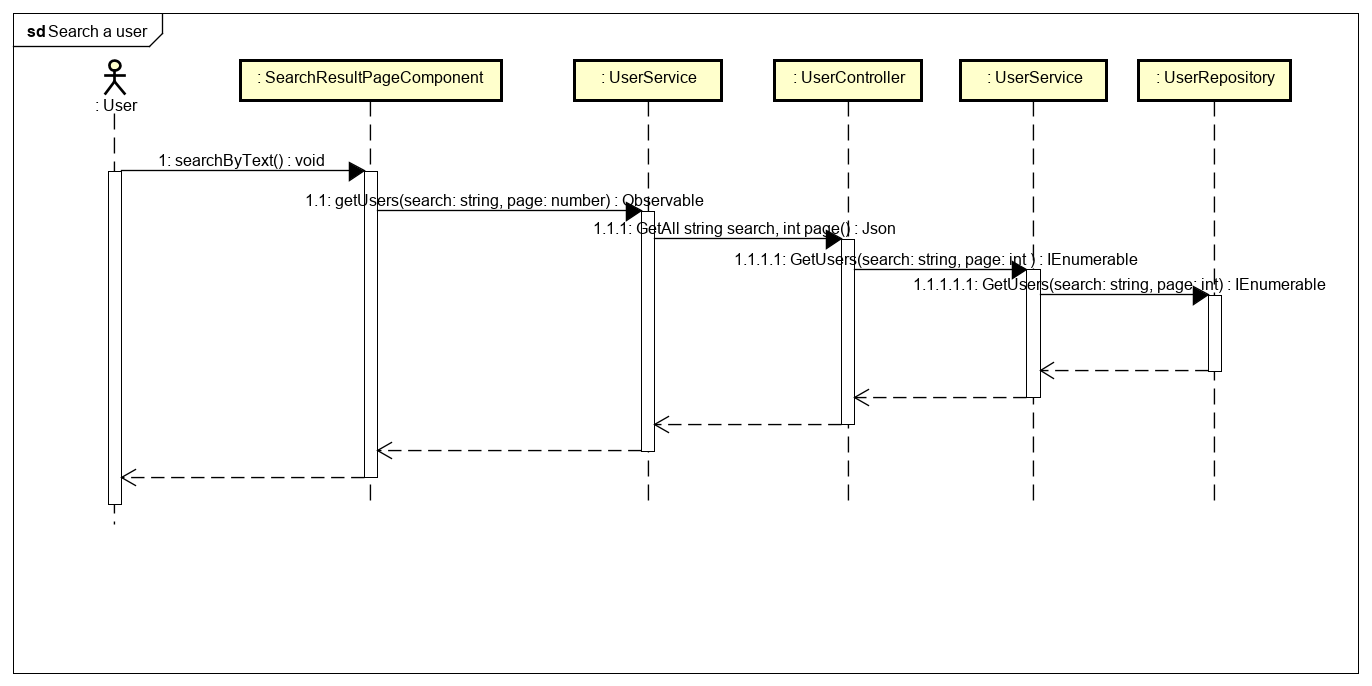 sd Search a user
: User
: SearchResultPageComponent
: UserService
: UserController
: UserService
: UserRepository
1: searchByText() : void
1.1: getUsers(search: string, page: number) : Observable
1.1.1: GetAll string search, int page() : Json
1.1.1.1: GetUsers(search: string, page: int ) : IEnumerable
1.1.1.1.1: GetUsers(search: string, page: int) : IEnumerable